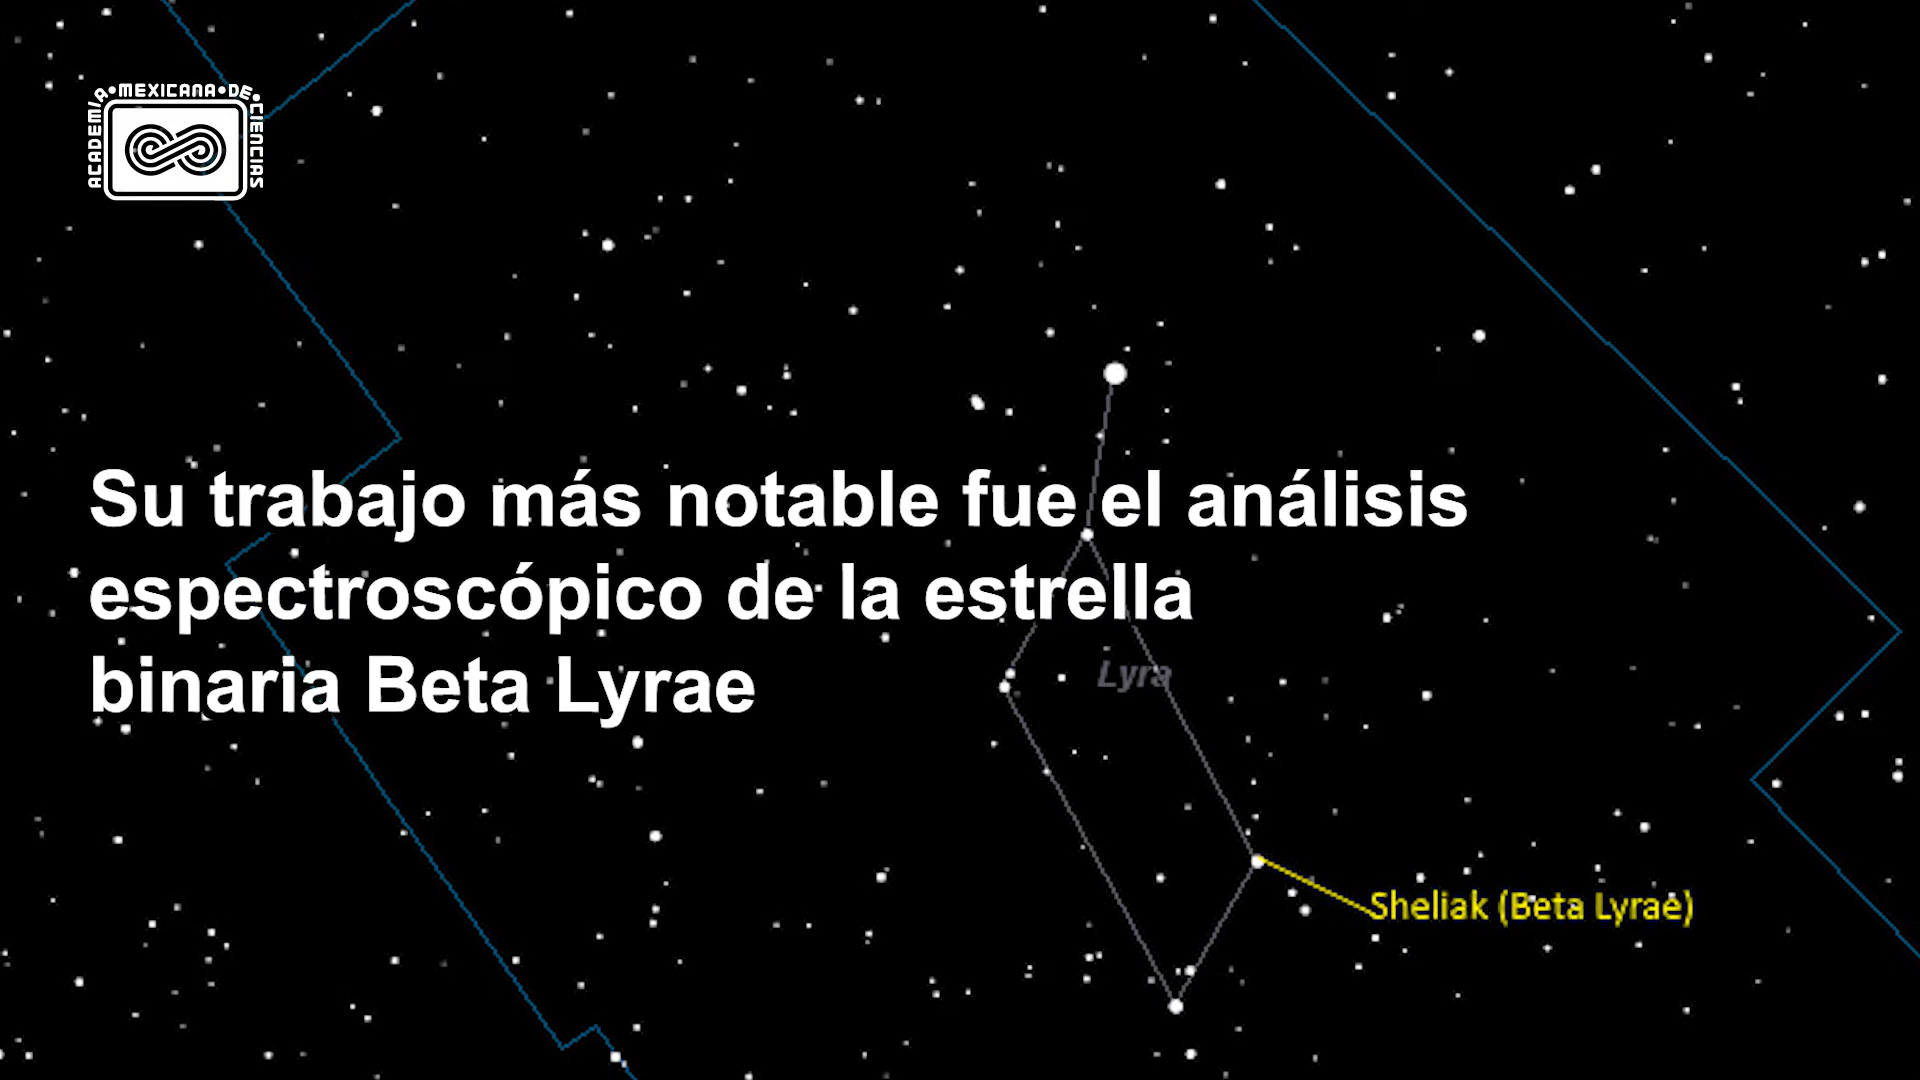 ACADEMIA•MEXICANA•DE•CIENCIAS
Su trabajo más notable fue el análisis
espectroscópico de la estrella
binaria Beta Lyrae
Lyra
Sheliak (Beta Lyrae)